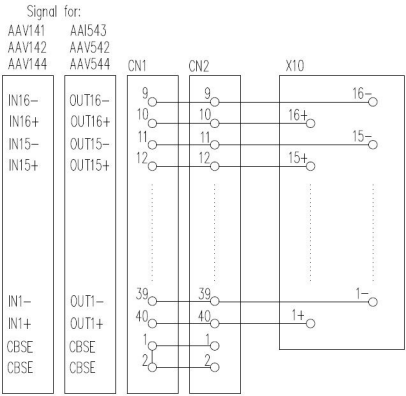 Signal for:
AAV141 AAI543
AAV142 AAV542
AAV144 AAV544 CN1 CN2 X10
IN16- OUT16- 9 9 16-
IN16+ OUT16+ 10 10 16+
IN15- OUT15- 11 11 15-
IN15+ OUT15+ 12 12 15+
IN1- OUT1- 39 39 1-
IN1+ OUT1+ 40 40 1+
CBSE CBSE 1 1
CBSE CBSE 2 2